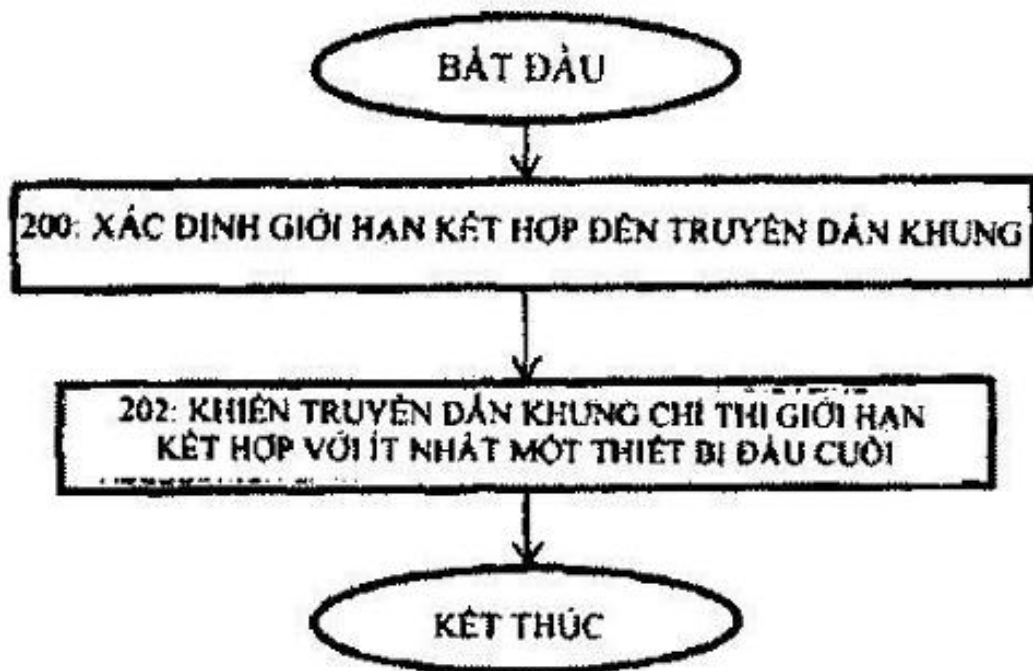 BẮT ĐẦU
200: XÁC ĐỊNH GIỚI HẠN KẾT HỢP ĐẾN TRUYỀN DẪN KHUNG
202: KHIẾN TRUYỀN DẪN KHUNG CHỈ THỊ GIỚI HẠN
KẾT HỢP VỚI ÍT NHẤT MỘT THIẾT BỊ ĐẦU CUỐI
KẾT THÚC